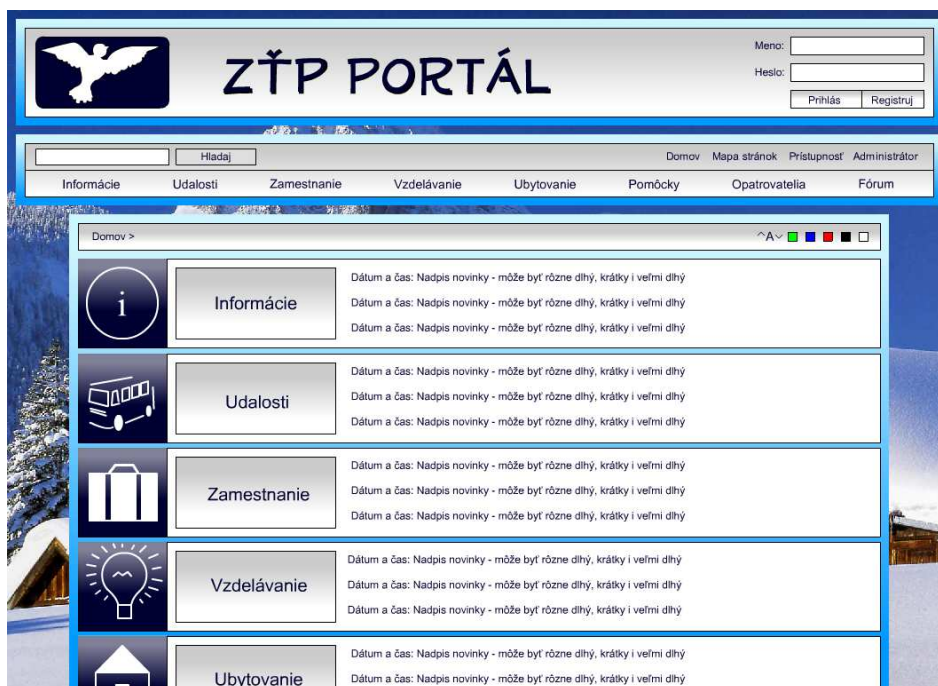 ZŤP PORTÁL
Meno:
Heslo:
Prihlás Registruj
Hladaj Domov Mapa stránok Prístupnosť Administrátor
Informácie Udalosti Zamestnanie Vzdelávanie Ubytovanie Pomôcky Opatrovatelia Fórum
Domov > ^A
i
Informácie
Dátum a čas: Nadpis novinky - môže byť rôzne dlhý, krátky i veľmi dlhý
Dátum a čas: Nadpis novinky - môže byť rôzne dlhý, krátky i veľmi dlhý
Dátum a čas: Nadpis novinky - môže byť rôzne dlhý, krátky i veľmi dlhý
Udalosti
Dátum a čas: Nadpis novinky - môže byť rôzne dlhý, krátky i veľmi dlhý
Dátum a čas: Nadpis novinky - môže byť rôzne dlhý, krátky i veľmi dlhý
Dátum a čas: Nadpis novinky - môže byť rôzne dlhý, krátky i veľmi dlhý
Zamestnanie
Dátum a čas: Nadpis novinky - môže byť rôzne dlhý, krátky i veľmi dlhý
Dátum a čas: Nadpis novinky - môže byť rôzne dlhý, krátky i veľmi dlhý
Dátum a čas: Nadpis novinky - môže byť rôzne dlhý, krátky i veľmi dlhý
Vzdelávanie
Dátum a čas: Nadpis novinky - môže byť rôzne dlhý, krátky i veľmi dlhý
Dátum a čas: Nadpis novinky - môže byť rôzne dlhý, krátky i veľmi dlhý
Dátum a čas: Nadpis novinky - môže byť rôzne dlhý, krátky i veľmi dlhý
Ubytovanie
Dátum a čas: Nadpis novinky - môže byť rôzne dlhý, krátky i veľmi dlhý
Dátum a čas: Nadpis novinky - môže byť rôzne dlhý, krátky i veľmi dlhý